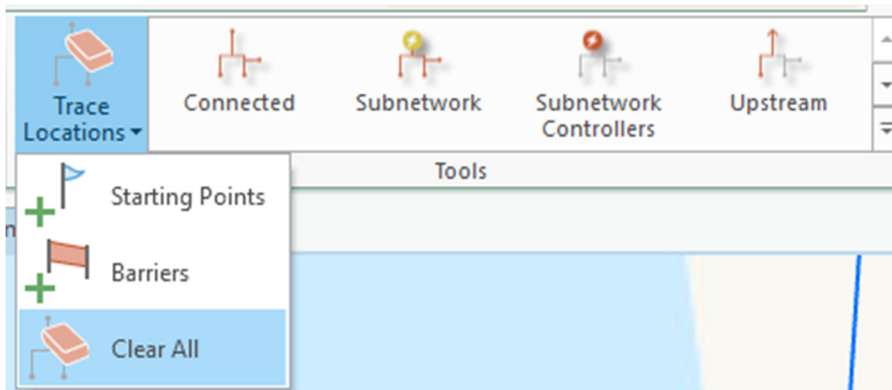 Trace
Locations
Connected
Subnetwork
Subnetwork
Controllers
Upstream
Tools
Starting Points
Barriers
Clear All